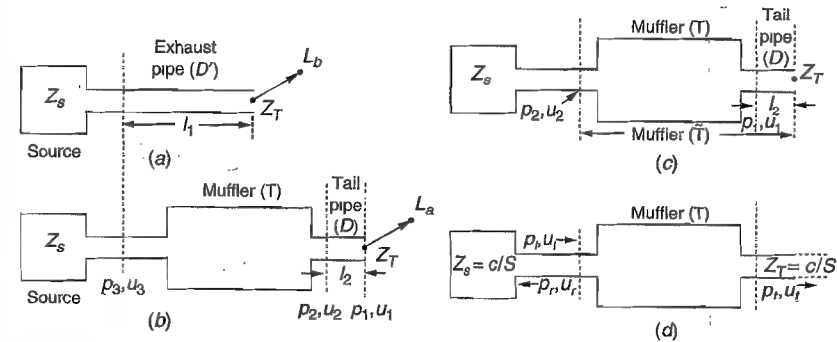 Exhaust
pipe (D')
L_b
Z_s
Z_T
l_1
Source
(a)
Muffler (T)
Tail
pipe
(D)
L_a
Z_s
Z_T
l_2
Source
p_3,u_3
p_2,u_2 p_1,u_1
(b)
Muffler (T)
Tail
pipe
(D)
Z_s
Z_T
l_2
p_2,u_2
p_1,u_1
Muffler (T̃)
(c)
Muffler (T)
p_i,u_i
Z_s = c/S
Z_T = c/S
p_r,u_r
p_t,u_t
(d)